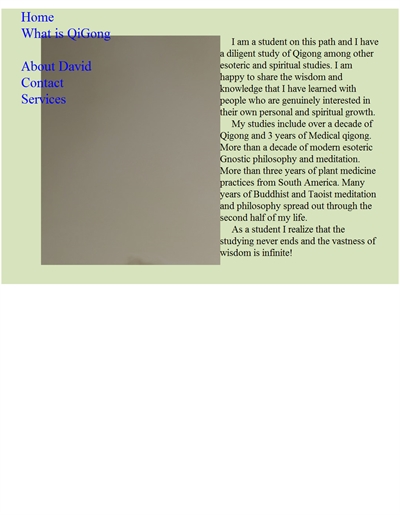 Home
What is QiGong
About David
Contact
Services
I am a student on this path and I have
a diligent study of Qigong among other
esoteric and spiritual studies. I am
happy to share the wisdom and
knowledge that I have learned with
people who are genuinely interested in
their own personal and spiritual growth.
My studies include over a decade of
Qigong and 3 years of Medical qigong.
More than a decade of modern esoteric
Gnostic philosophy and meditation.
More than three years of plant medicine
practices from South America. Many
years of Buddhist and Taoist meditation
and philosophy spread out through the
second half of my life.
As a student I realize that the
studying never ends and the vastness of
wisdom is infinite!